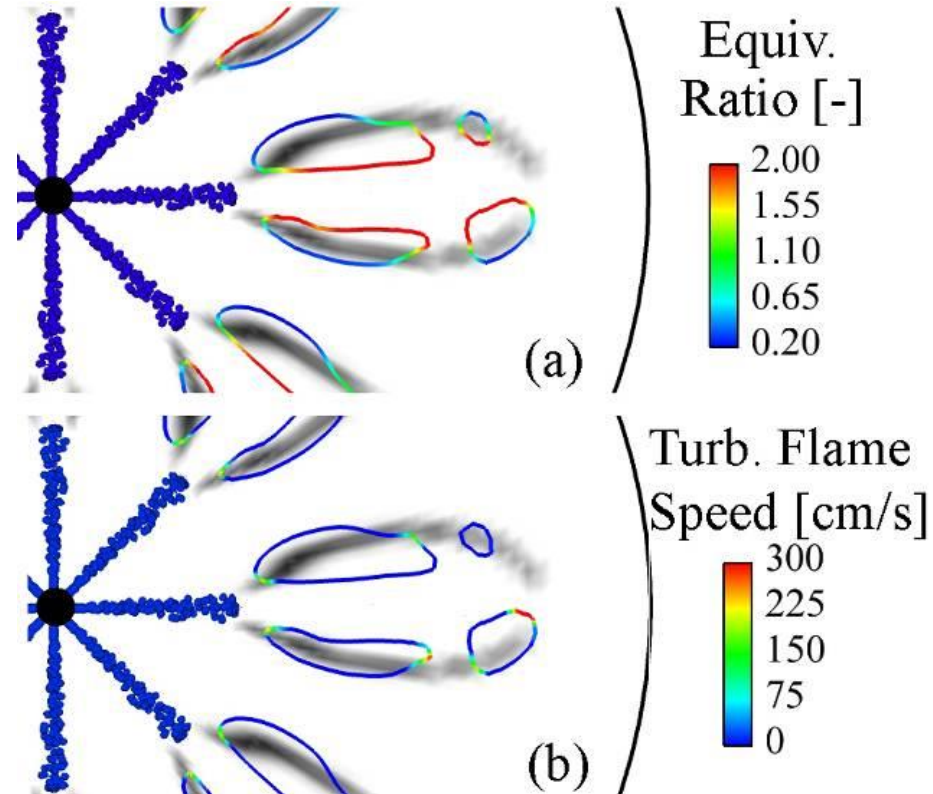 Equiv.
Ratio [-]
2.00
1.55
1.10
0.65
0.20
(a)
Turb. Flame
Speed [cm/s]
300
225
150
75
0
(b)